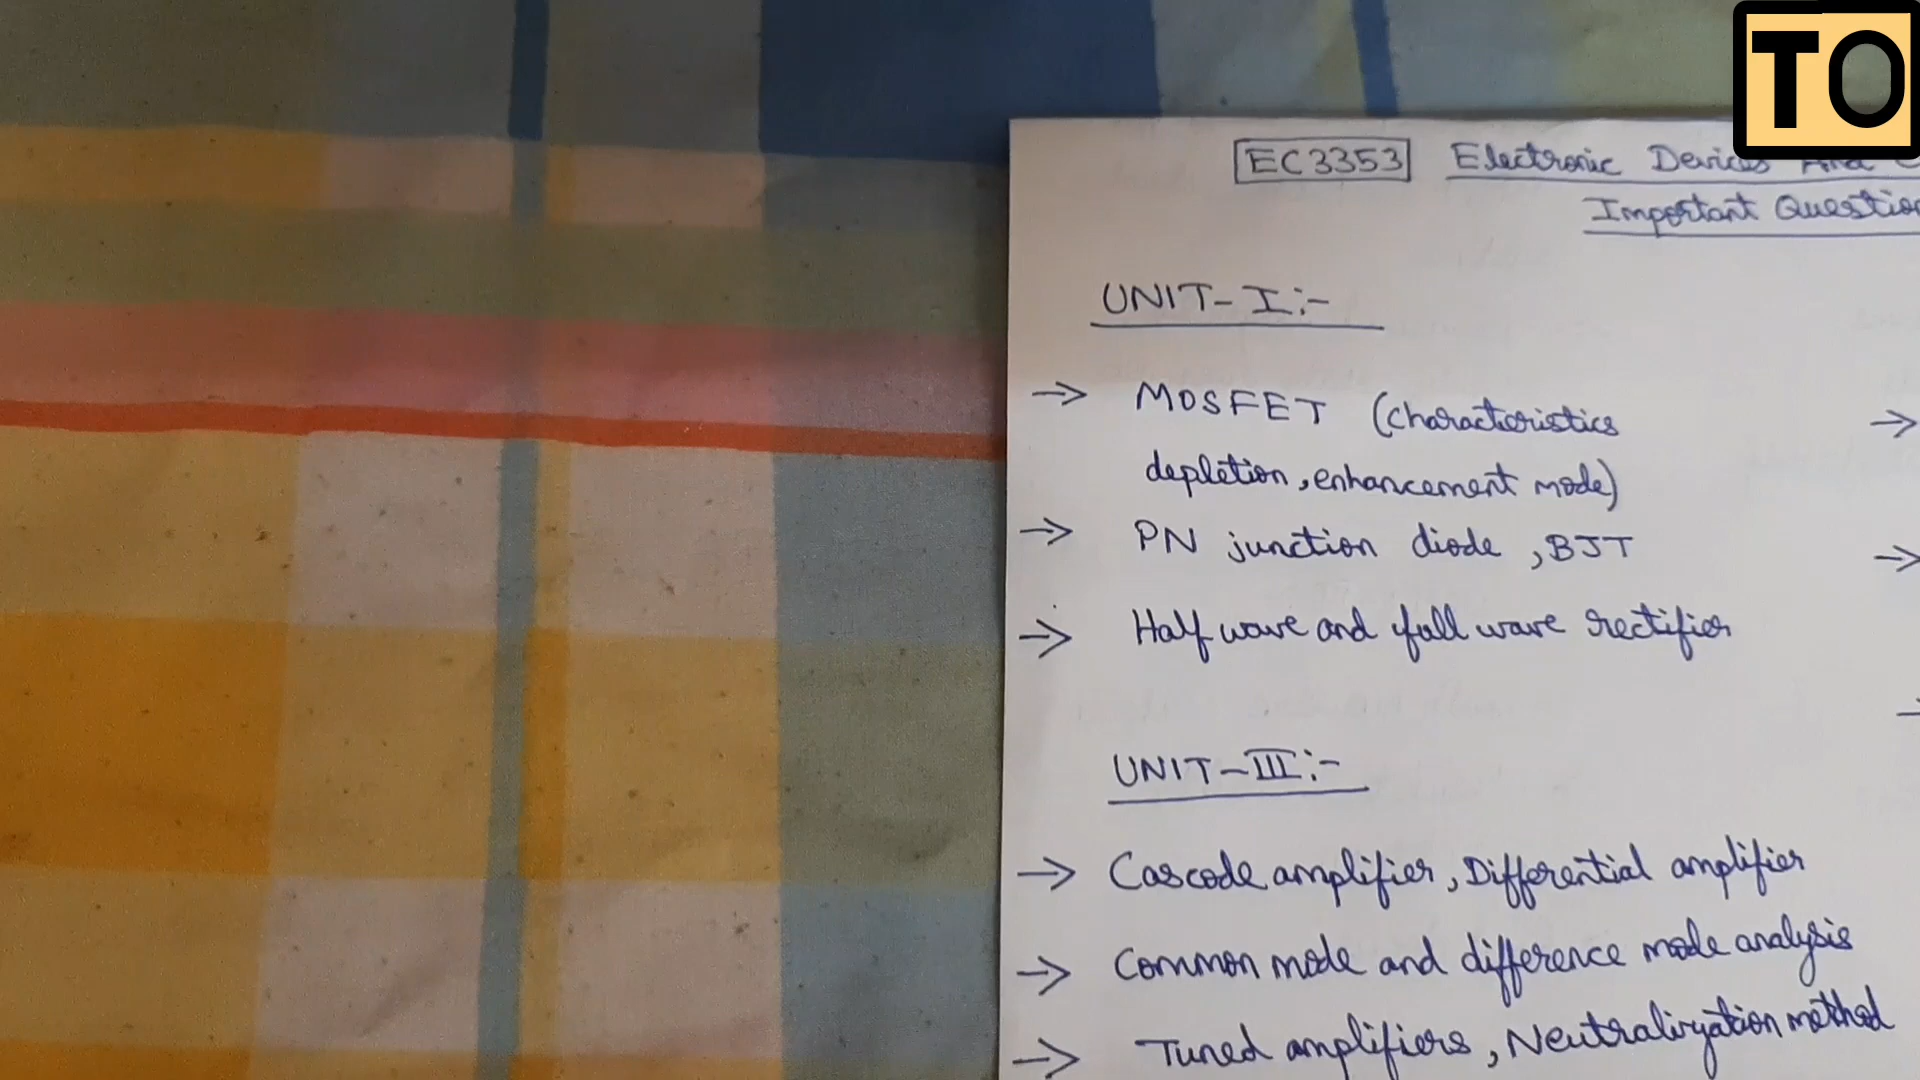 TO
EC3353 Electronic Devices And C
Important Question
UNIT-I:-
→ MOSFET (Characteristics
depletion, enhancement mode)
→ PN junction diode, BJT
→ Half wave and full wave rectifier
UNIT-III:-
→ Cascode amplifier, Differential amplifier
→ Common mode and difference mode analysis
→ Tuned amplifiers, Neutralization method